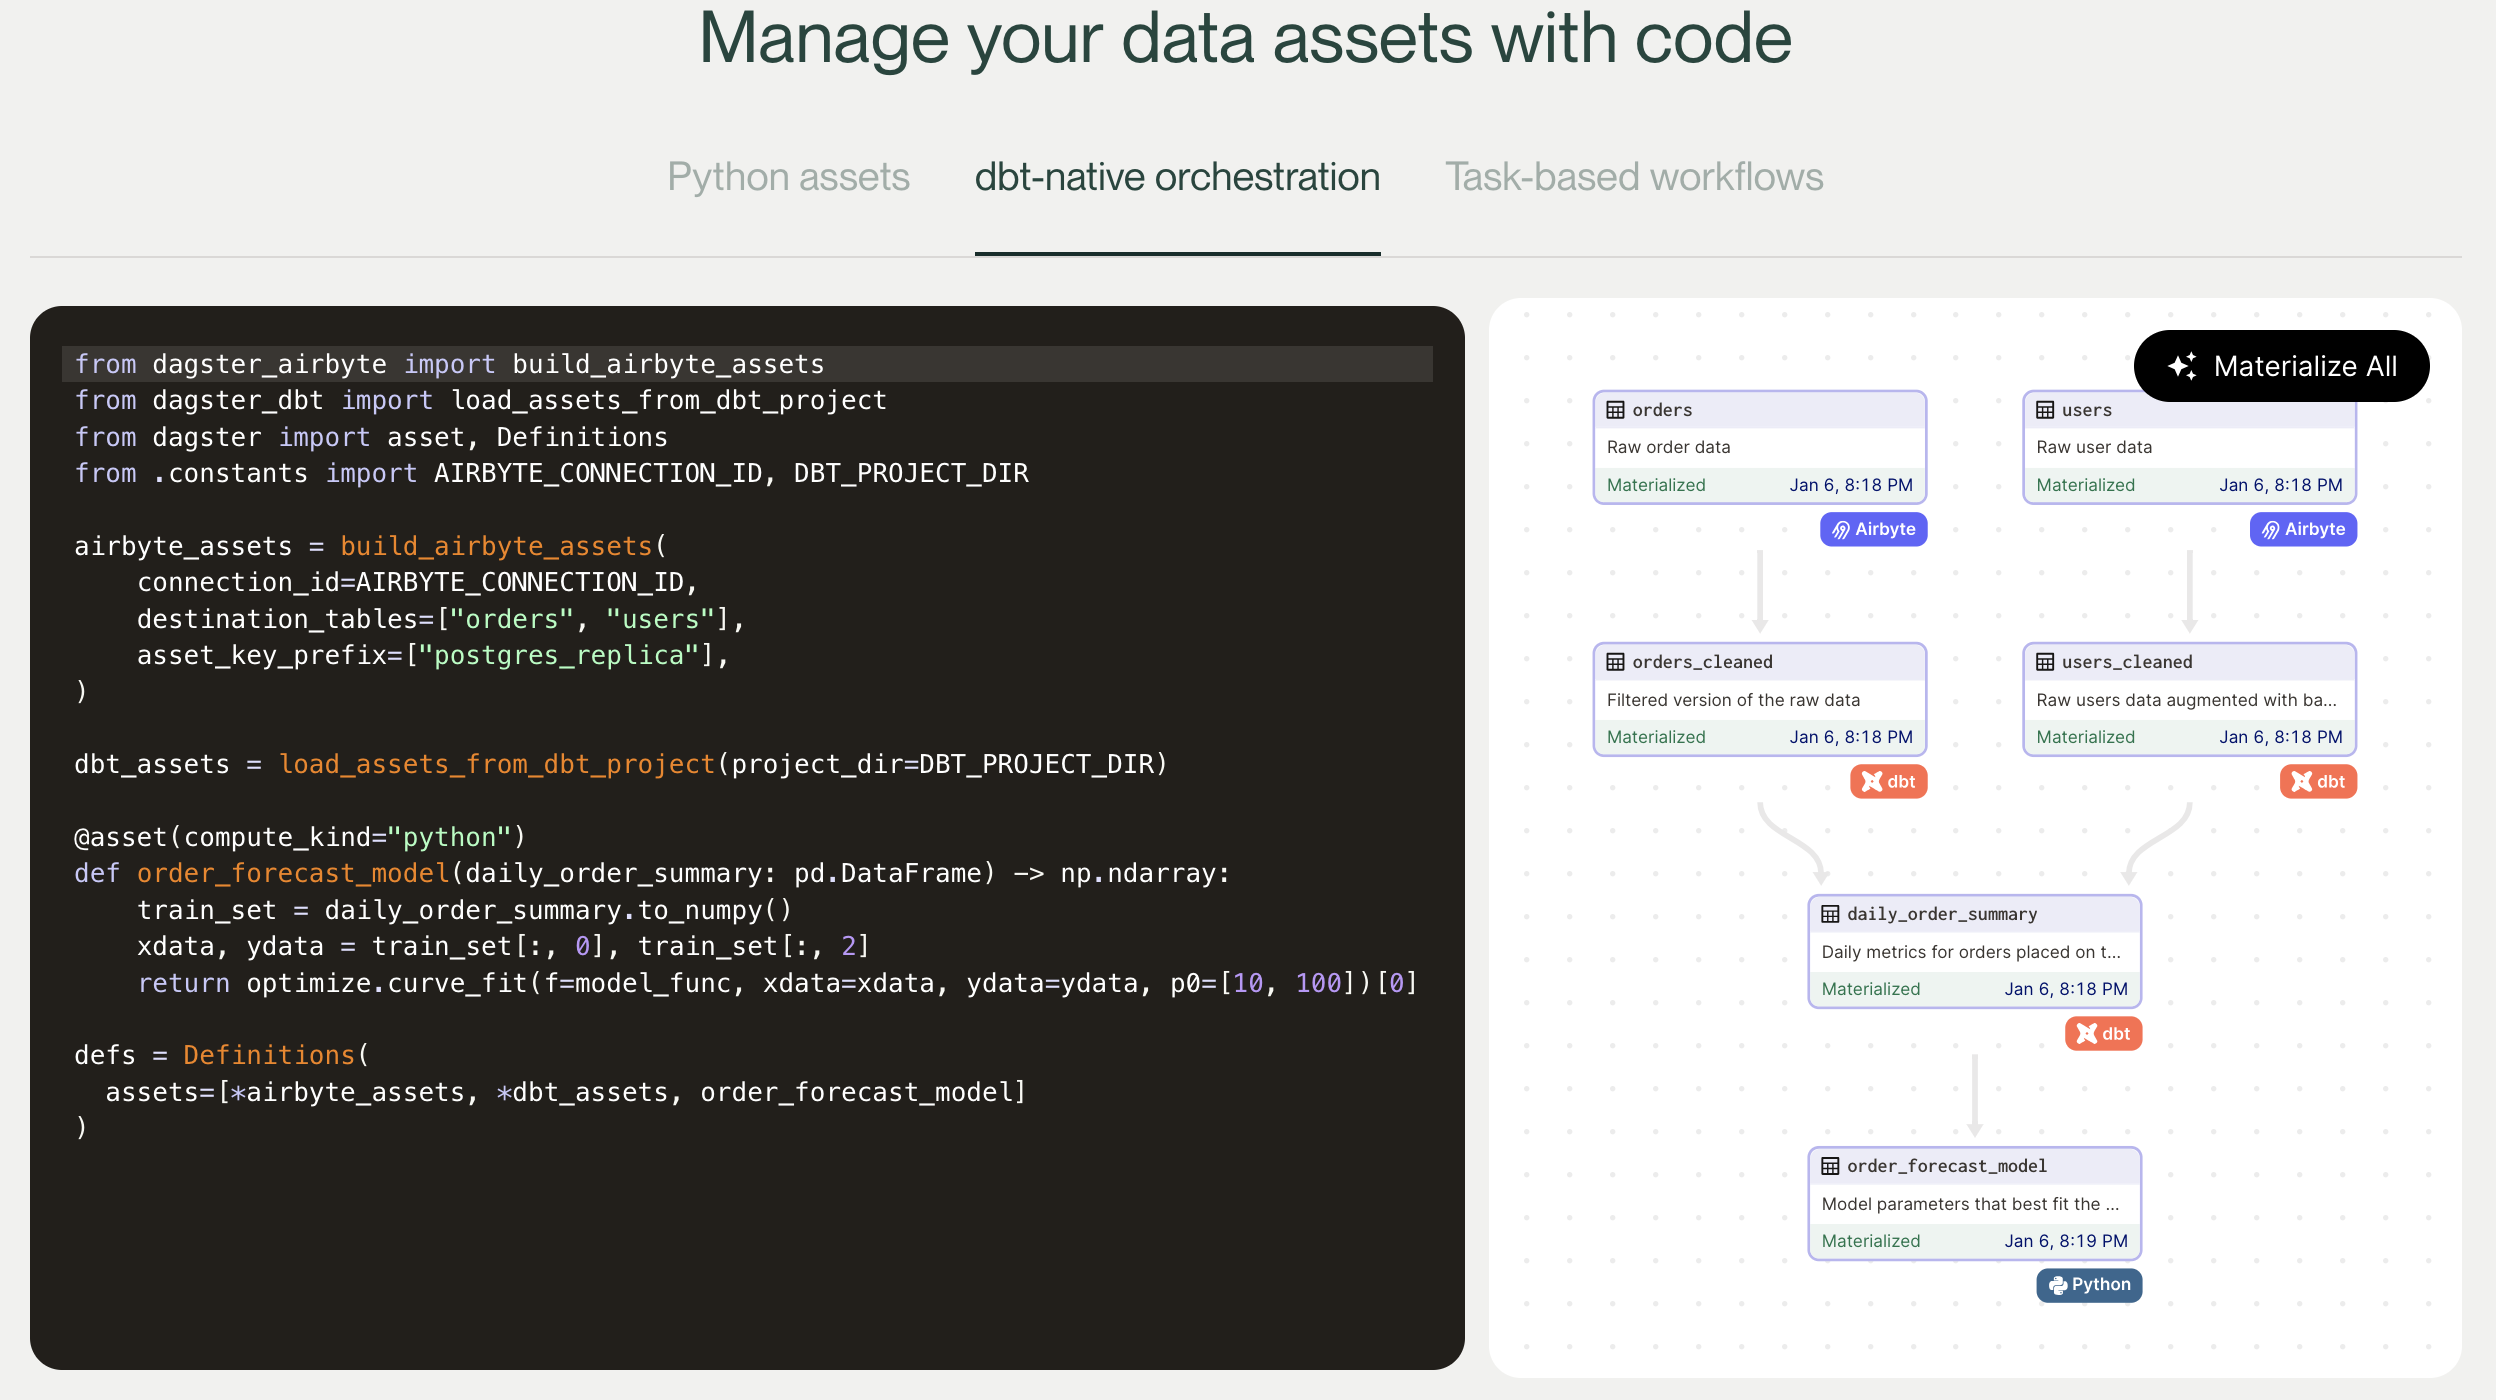 Manage your data assets with code
Python assets
dbt-native orchestration
Task-based workflows
from dagster_airbyte import build_airbyte_assets
from dagster_dbt import load_assets_from_dbt_project
from dagster import asset, Definitions
from .constants import AIRBYTE_CONNECTION_ID, DBT_PROJECT_DIR
airbyte_assets = build_airbyte_assets(
    connection_id=AIRBYTE_CONNECTION_ID,
    destination_tables=["orders", "users"],
    asset_key_prefix=["postgres_replica"],
)
dbt_assets = load_assets_from_dbt_project(project_dir=DBT_PROJECT_DIR)
@asset(compute_kind="python")
def order_forecast_model(daily_order_summary: pd.DataFrame) -> np.ndarray:
    train_set = daily_order_summary.to_numpy()
    xdata, ydata = train_set[:, 0], train_set[:, 2]
    return optimize.curve_fit(f=model_func, xdata=xdata, ydata=ydata, p0=[10, 100])[0]
defs = Definitions(
  assets=[*airbyte_assets, *dbt_assets, order_forecast_model]
)
Materialize All
orders
Raw order data
Materialized Jan 6, 8:18 PM
Airbyte
users
Raw user data
Materialized Jan 6, 8:18 PM
Airbyte
orders_cleaned
Filtered version of the raw data
Materialized Jan 6, 8:18 PM
dbt
users_cleaned
Raw users data augmented with ba...
Materialized Jan 6, 8:18 PM
dbt
daily_order_summary
Daily metrics for orders placed on t...
Materialized Jan 6, 8:18 PM
dbt
order_forecast_model
Model parameters that best fit the ...
Materialized Jan 6, 8:19 PM
Python